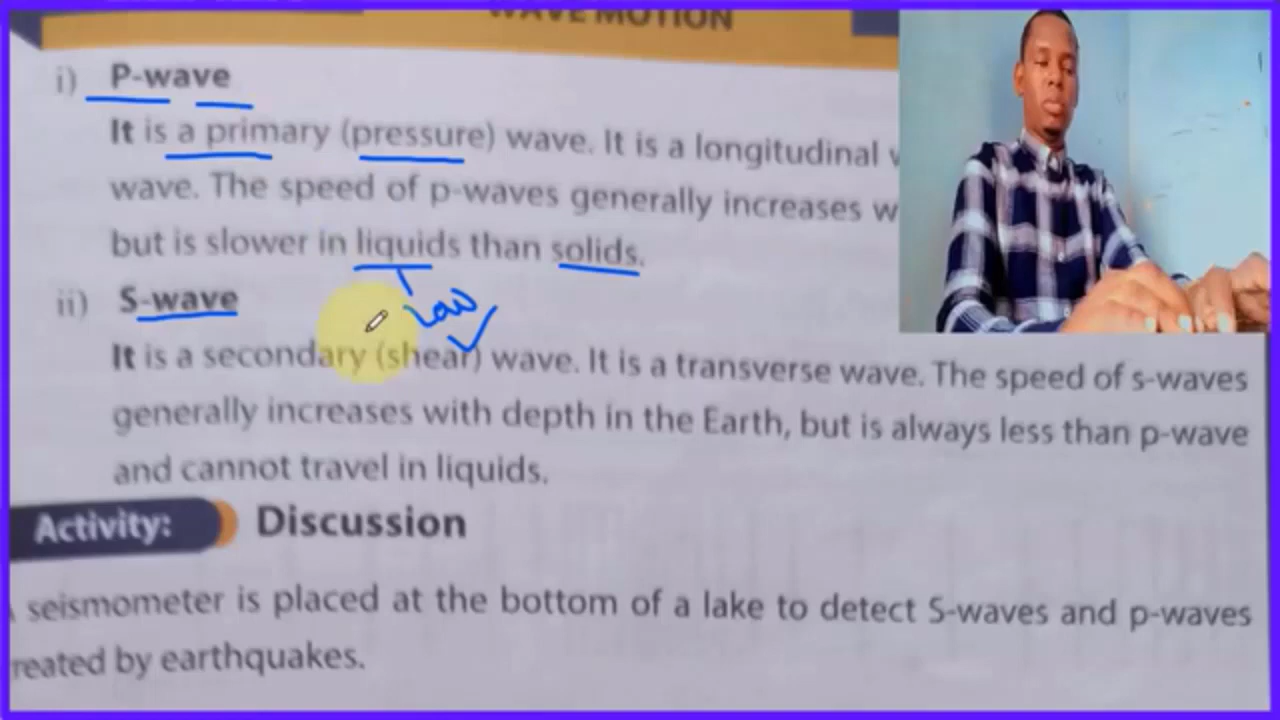 WAVE MOTION
i) P-wave
It is a primary (pressure) wave. It is a longitudinal
wave. The speed of p-waves generally increases
but is slower in liquids than solids.
ii) S-wave
Low
It is a secondary (shear) wave. It is a transverse wave. The speed of s-waves
generally increases with depth in the Earth, but is always less than p-wave
and cannot travel in liquids.
Activity: Discussion
seismometer is placed at the bottom of a lake to detect S-waves and p-waves
reated by earthquakes.